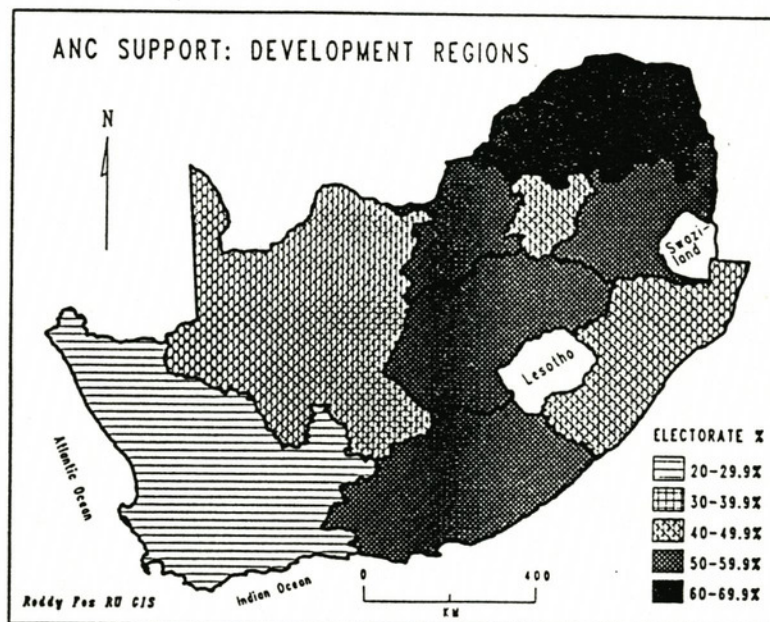 ANC SUPPORT: DEVELOPMENT REGIONS
N
Swazi-
land
Lesotho
Atlantic Ocean
Indian Ocean
ELECTORATE %
20-29.9%
30-39.9%
40-49.9%
50-59.9%
60-69.9%
0 400
KM
Roddy Fox RU GIS